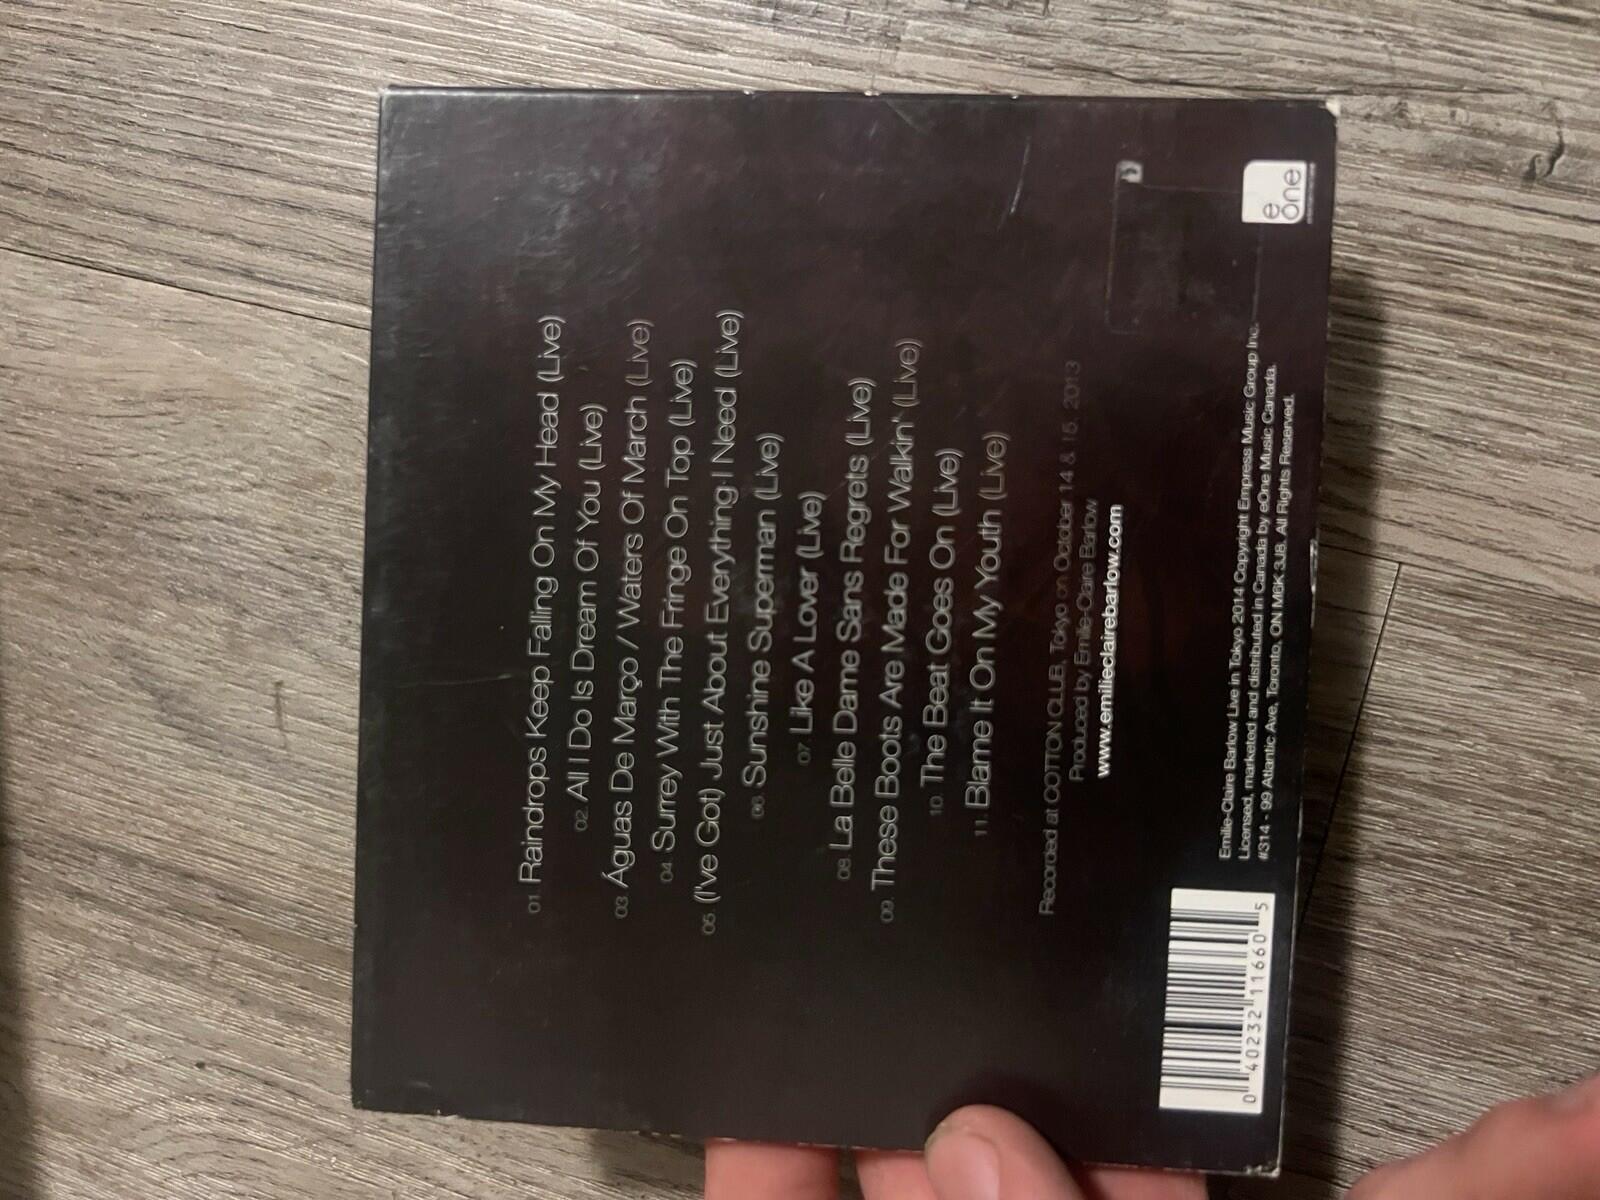 01. Raindrops Keep Falling On My Head (Live)
02. All I Do Is Dream Of You (Live)
03. Águas De Março / Waters Of March (Live)
04. Surrey With The Fringe On Top (Live)
05. (I've Got) Just About Everything I Need (Live)
06. Sunshine Superman (Live)
07. Like A Lover (Live)
08. La Belle Dame Sans Regrets (Live)
09. These Boots Are Made For Walkin' (Live)
10. The Beat Goes On (Live)
11. Blame It On My Youth (Live)
Recorded at COTTON CLUB, Tokyo on October 14 & 15, 2013
Produced by Emilie-Claire Barlow
www.emilieclairebarlow.com
Emilie-Claire Barlow Live in Tokyo 2014 Copyright Empress Music Group Inc.
Licensed, marketed and distributed in Canada by eOne Music Canada.
#314 - 99 Atlantic Ave, Toronto, ON M6K 3J8. All Rights Reserved.
0 40232 11660 5
e
one